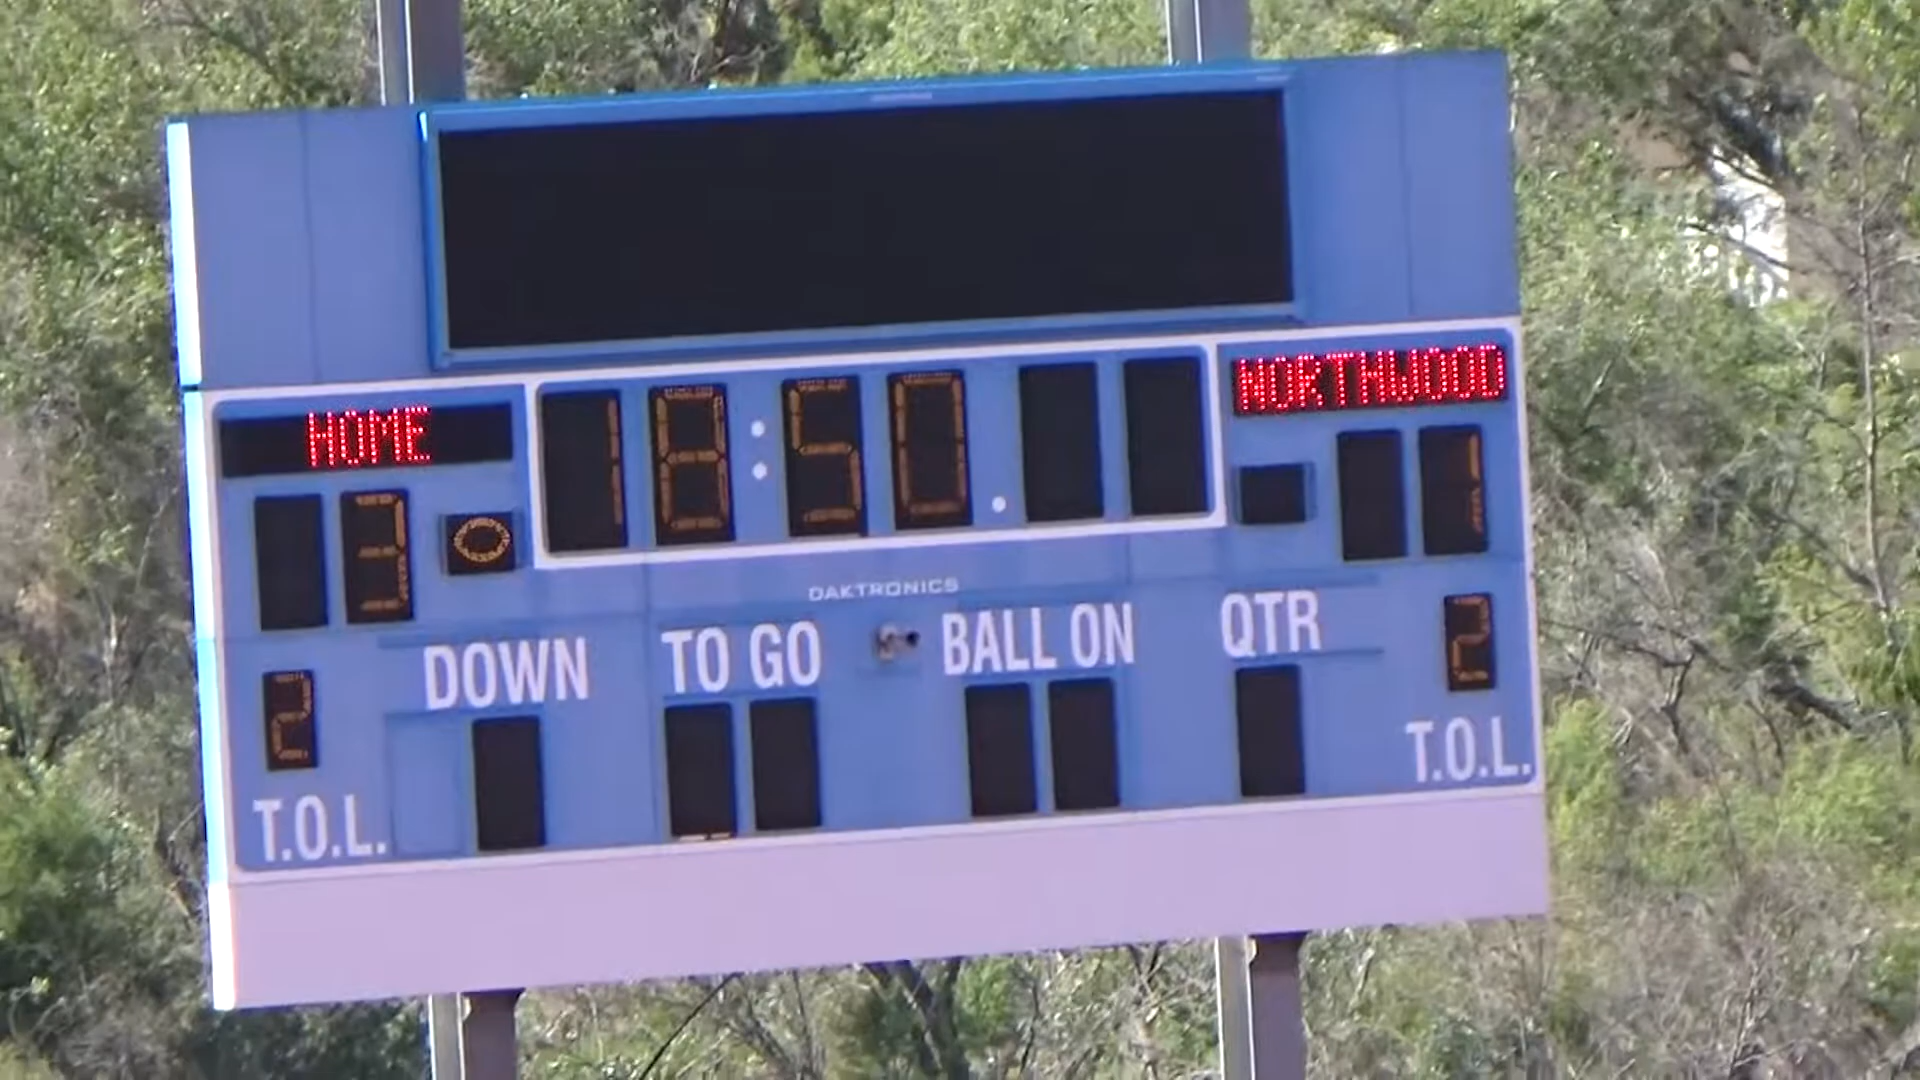 HOME
18:50.
NORTHWOOD
3
1
DAKTRONICS
2
DOWN
TO GO
BALL ON
QTR
2
T.O.L.
T.O.L.